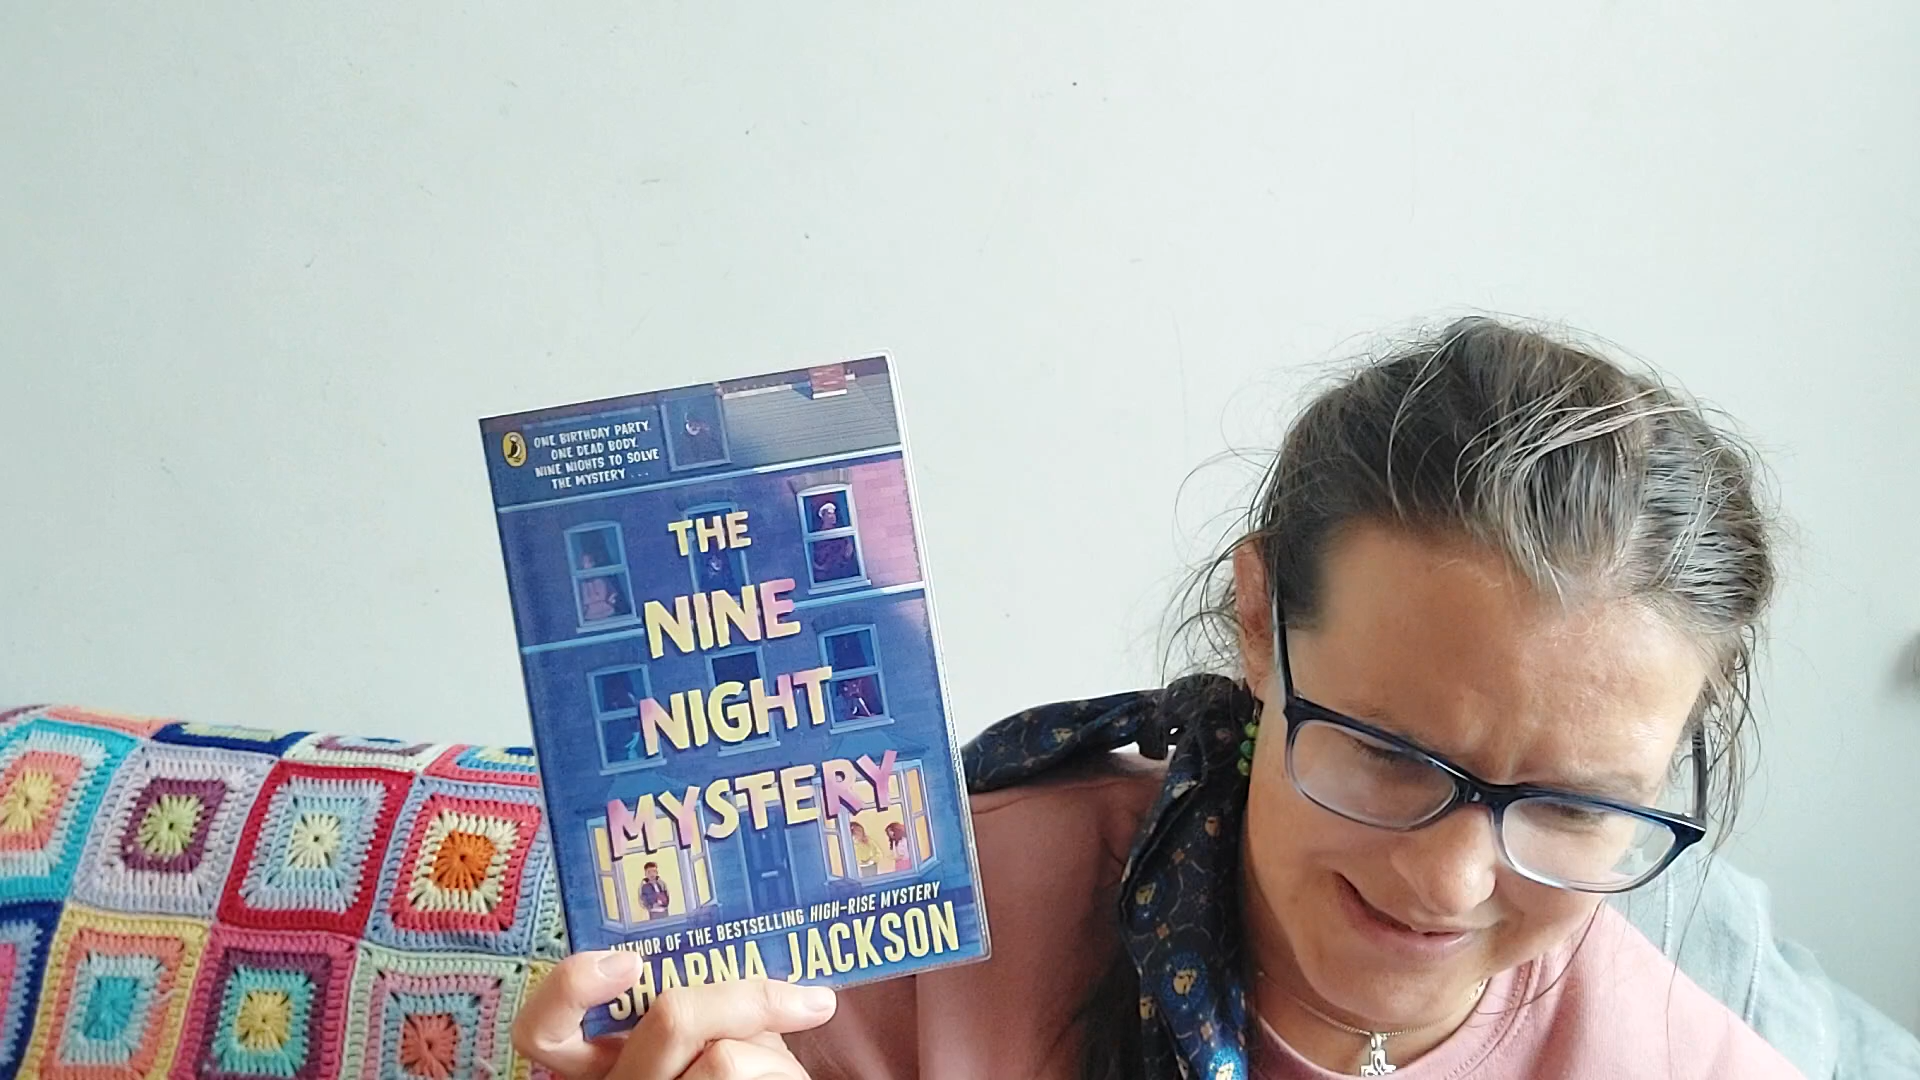 ONE BIRTHDAY PARTY.
ONE DEAD BODY.
NINE NIGHTS TO SOLVE
THE MYSTERY . . .
THE
NINE
NIGHT
MYSTERY
AUTHOR OF THE BESTSELLING HIGH-RISE MYSTERY
SHARNA JACKSON